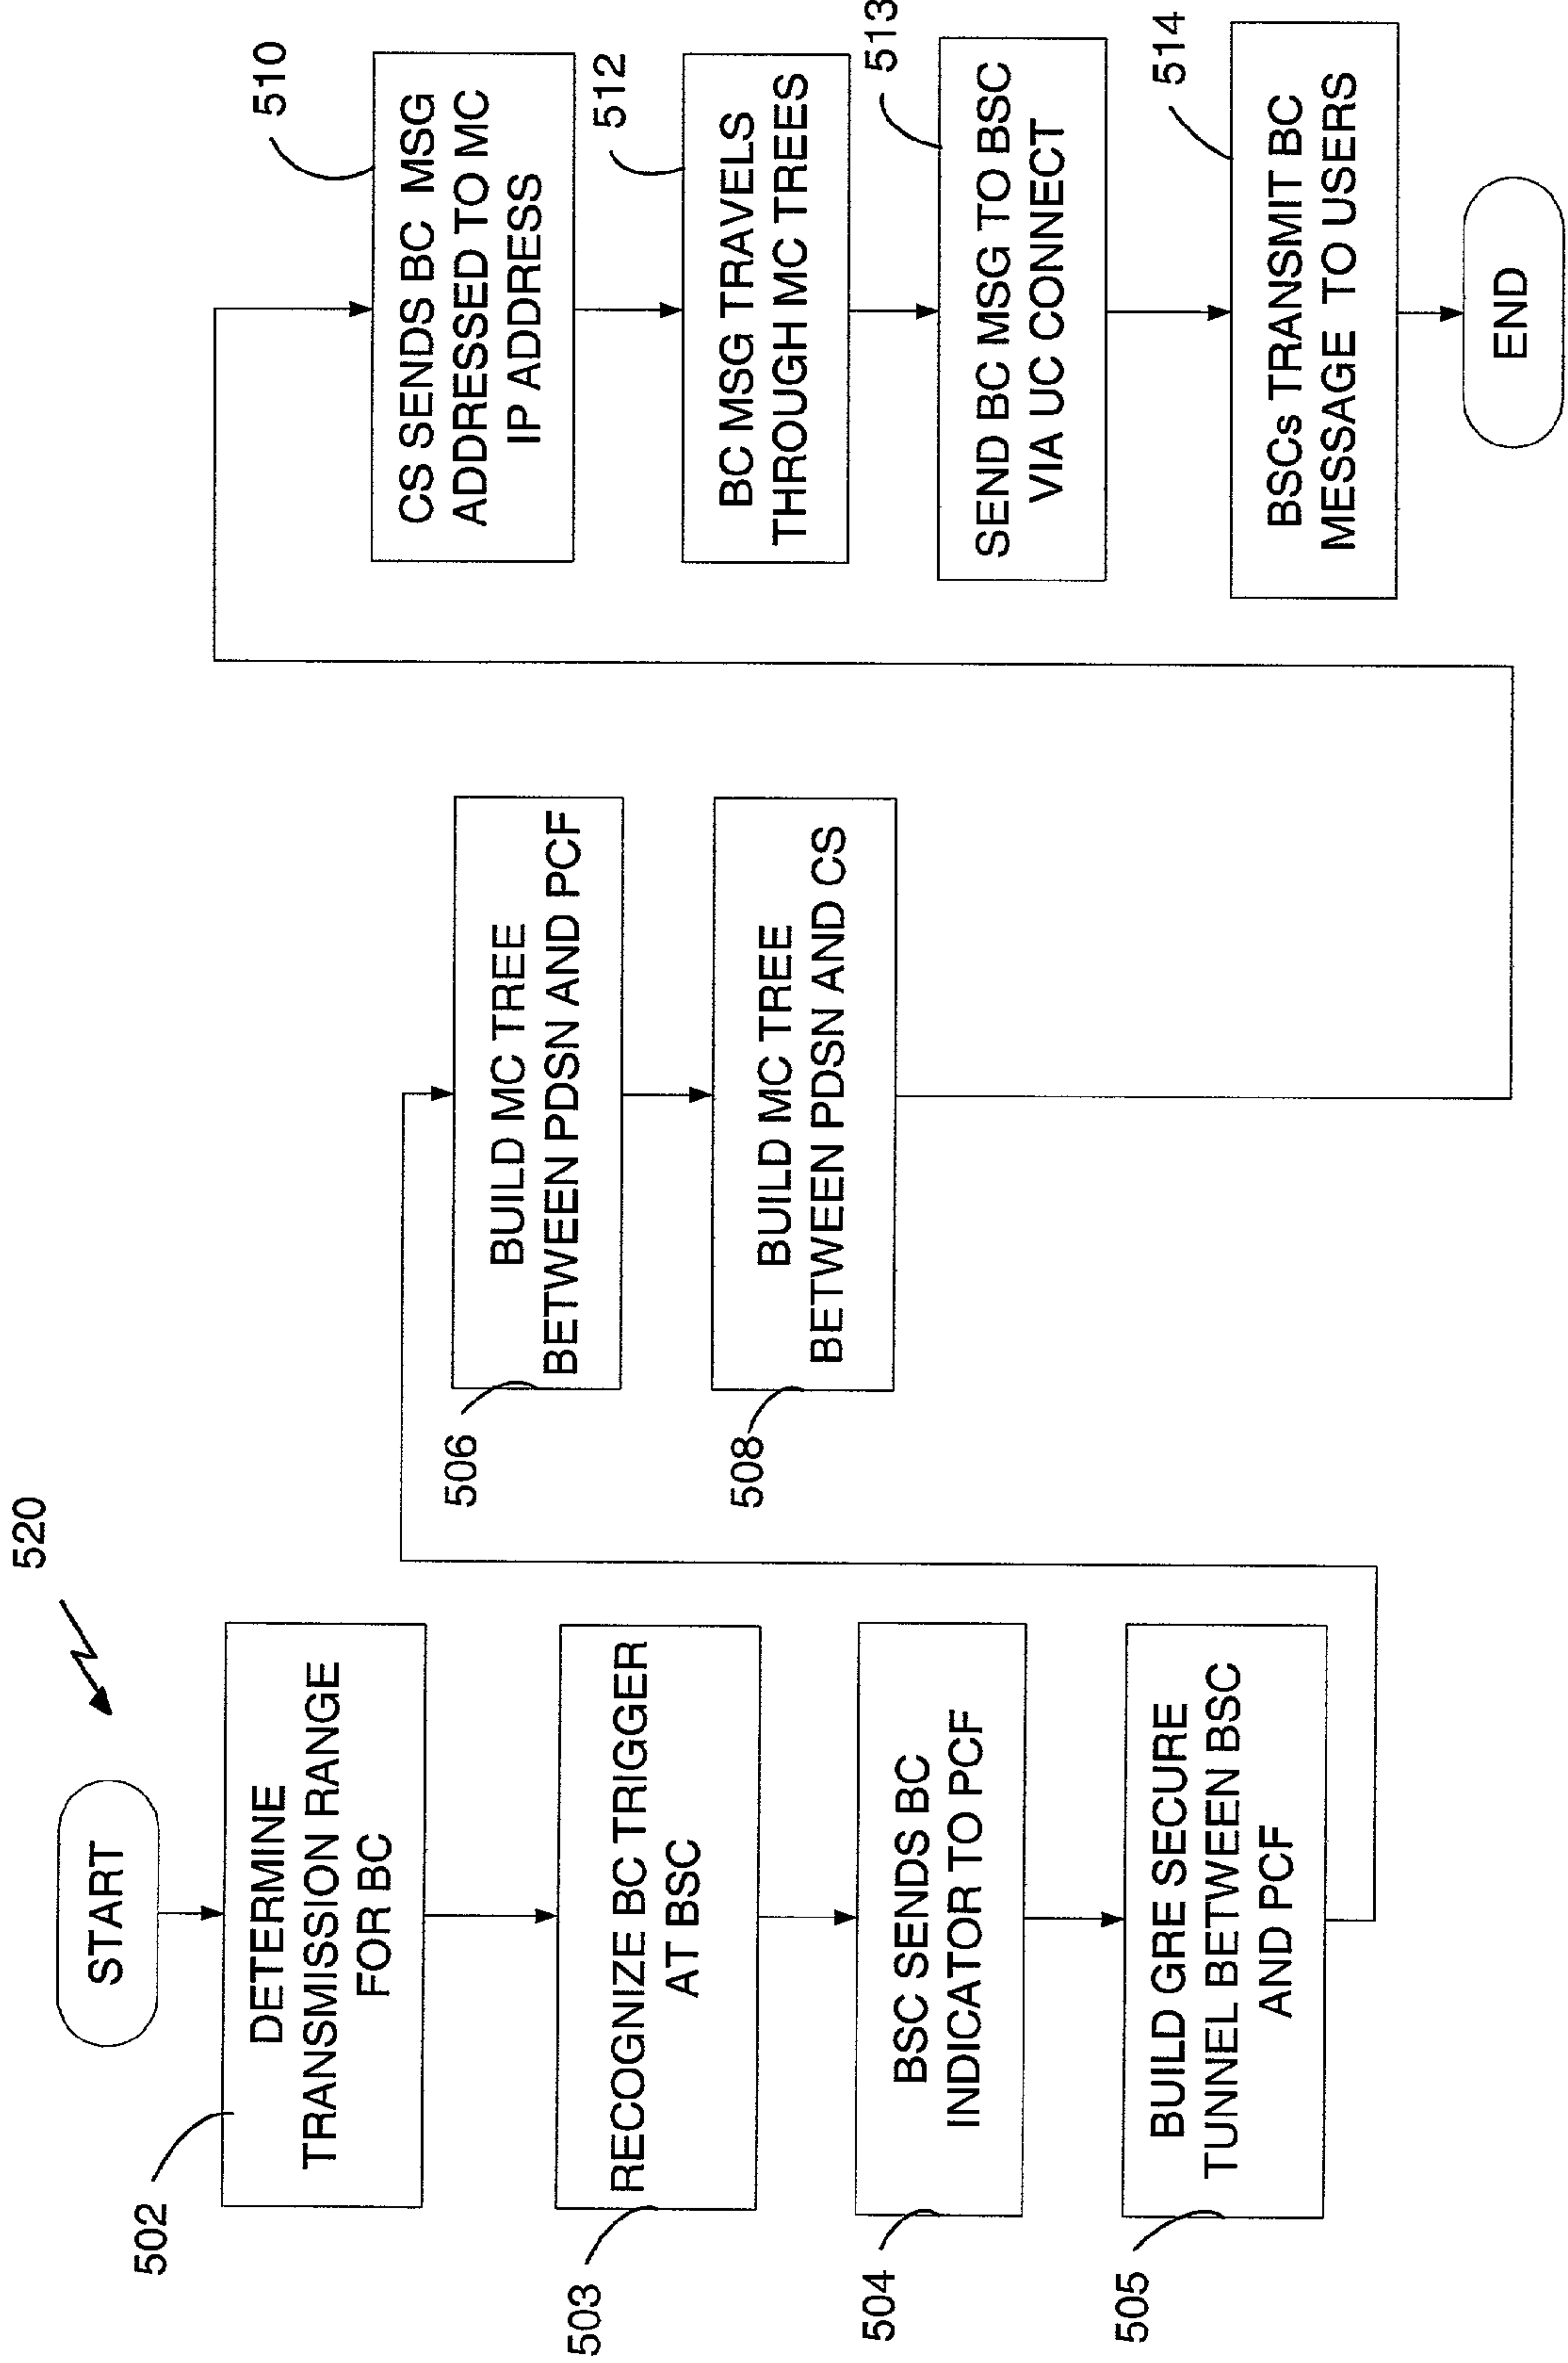 520
START
502
DETERMINE
TRANSMISSION RANGE
FOR BC
503
RECOGNIZE BC TRIGGER
AT BSC
504
BSC SENDS BC
INDICATOR TO PCF
505
BUILD GRE SECURE
TUNNEL BETWEEN BSC
AND PCF
506
BUILD MC TREE
BETWEEN PDSN AND PCF
508
BUILD MC TREE
BETWEEN PDSN AND CS
510
CS SENDS BC MSG
ADDRESSED TO MC
IP ADDRESS
512
BC MSG TRAVELS
THROUGH MC TREES
513
SEND BC MSG TO BSC
VIA UC CONNECT
514
BSCs TRANSMIT BC
MESSAGE TO USERS
END